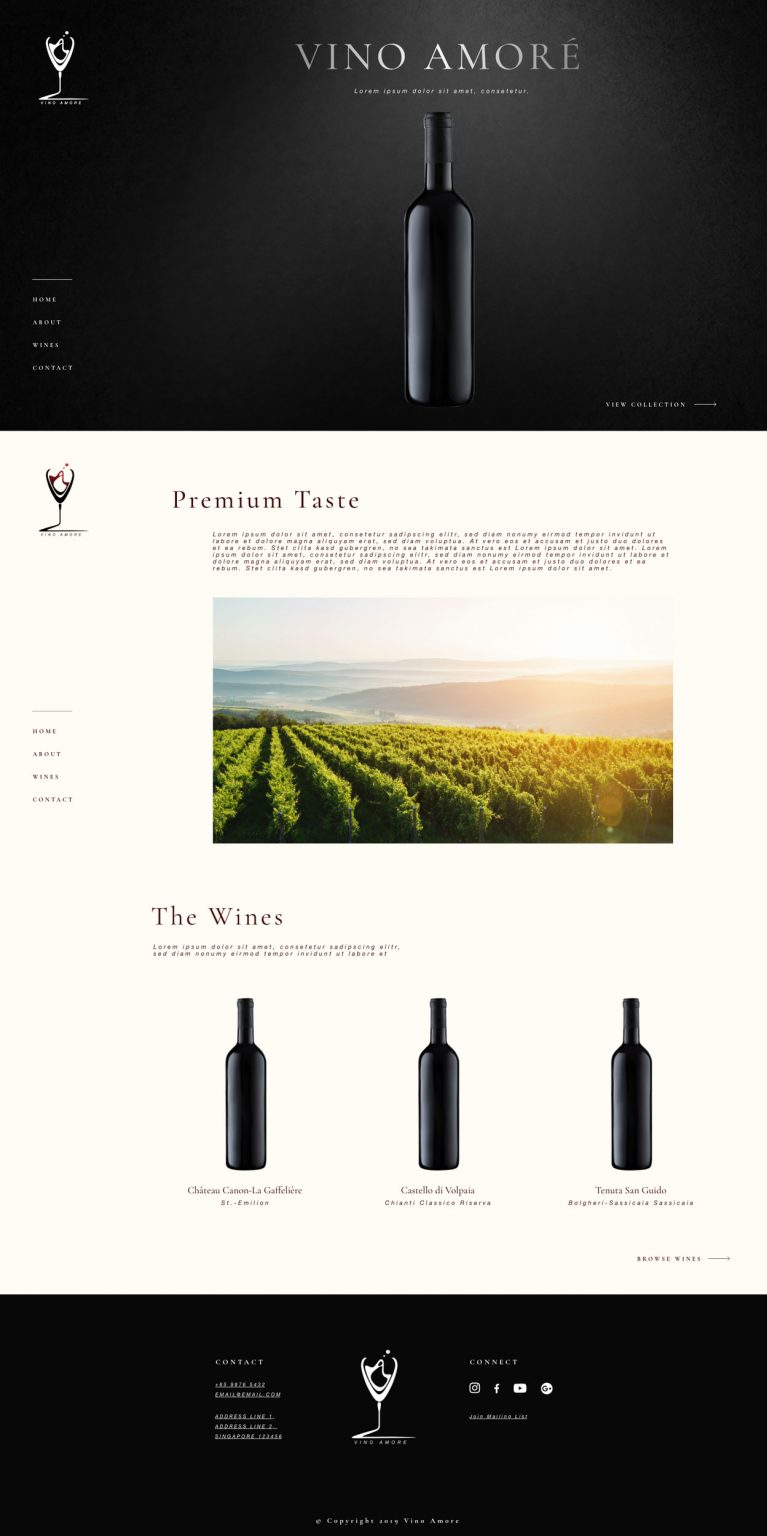 VINO AMORE
VINO AMORÉ
Lorem ipsum dolor sit amet, consetetur.
HOME
ABOUT
WINES
CONTACT
VIEW COLLECTION
VINO AMORE
Premium Taste
Lorem ipsum dolor sit amet, consetetur sadipscing elitr, sed diam nonumy eirmod tempor invidunt ut
labore et dolore magna aliquyam erat, sed diam voluptua. At vero eos et accusam et justo duo dolores
et ea rebum. Stet clita kasd gubergren, no sea takimata sanctus est Lorem ipsum dolor sit amet. Lorem
ipsum dolor sit amet, consetetur sadipscing elitr, sed diam nonumy eirmod tempor invidunt ut labore et
dolore magna aliquyam erat, sed diam voluptua. At vero eos et accusam et justo duo dolores et ea
rebum. Stet clita kasd gubergren, no sea takimata sanctus est Lorem ipsum dolor sit amet.
HOME
ABOUT
WINES
CONTACT
The Wines
Lorem ipsum dolor sit amet, consetetur sadipscing elitr,
sed diam nonumy eirmod tempor invidunt ut labore et
Château Canon-La Gaffelière
St.-Emilion
Castello di Volpaia
Chianti Classico Riserva
Tenuta San Guido
Bolgheri-Sassicaia Sassicaia
BROWSE WINES
CONTACT
+65 9876 5432
EMAIL@EMAIL.COM
ADDRESS LINE 1,
ADDRESS LINE 2,
SINGAPORE 123456
VINO AMORE
CONNECT
G+
Join Mailing List
© Copyright 2019 Vino Amore